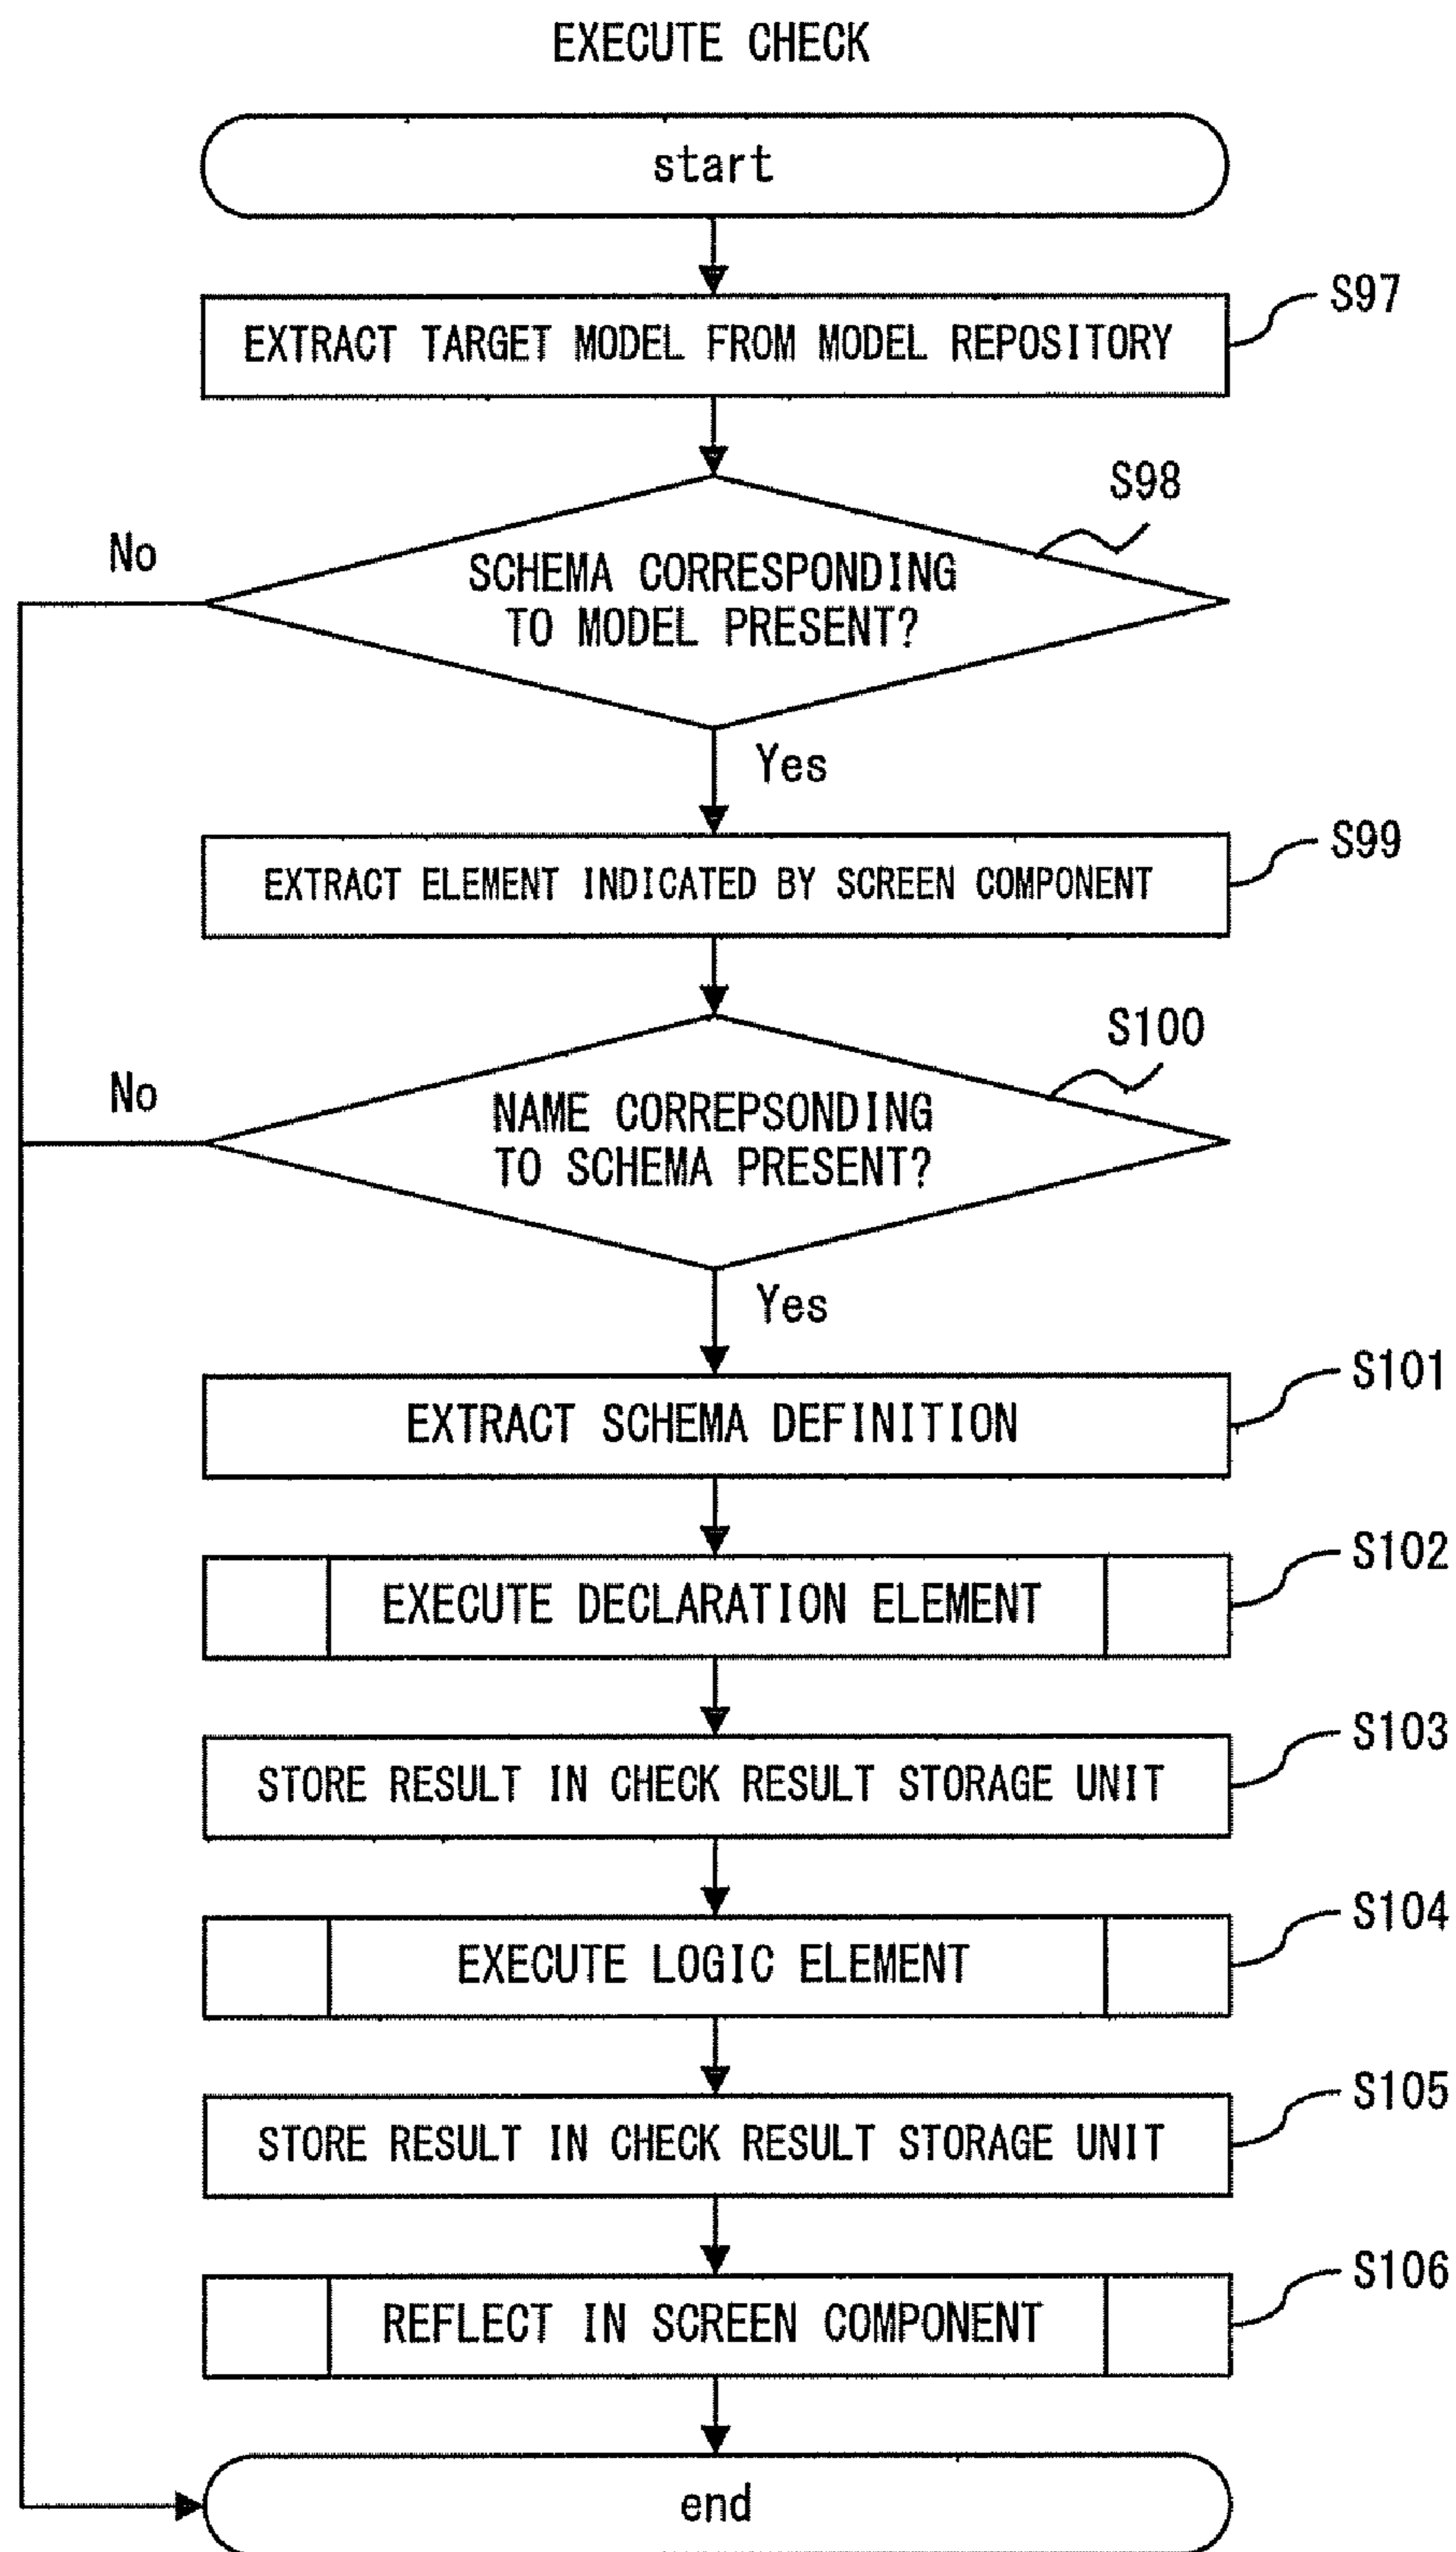 EXECUTE CHECK
start
EXTRACT TARGET MODEL FROM MODEL REPOSITORY
S97
S98
No
SCHEMA CORRESPONDING
TO MODEL PRESENT?
Yes
EXTRACT ELEMENT INDICATED BY SCREEN COMPONENT
S99
S100
No
NAME CORREPSONDING
TO SCHEMA PRESENT?
Yes
EXTRACT SCHEMA DEFINITION
S101
EXECUTE DECLARATION ELEMENT
S102
STORE RESULT IN CHECK RESULT STORAGE UNIT
S103
EXECUTE LOGIC ELEMENT
S104
STORE RESULT IN CHECK RESULT STORAGE UNIT
S105
REFLECT IN SCREEN COMPONENT
S106
end